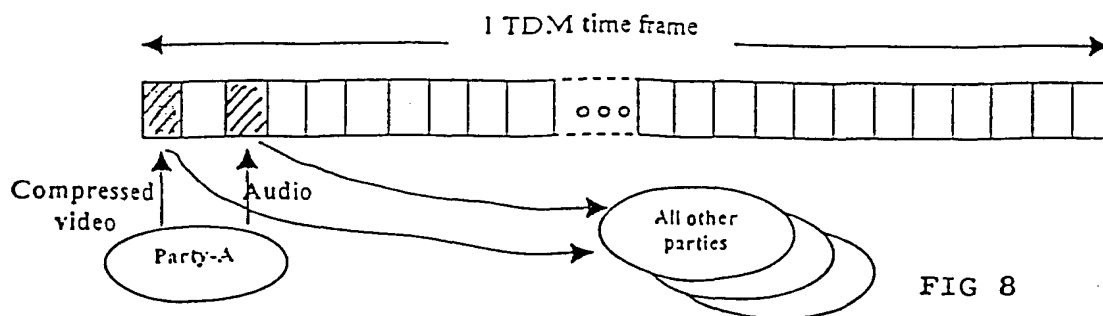 1 TDM time frame
Compressed
video
Audio
Party-A
All other
parties
FIG 8